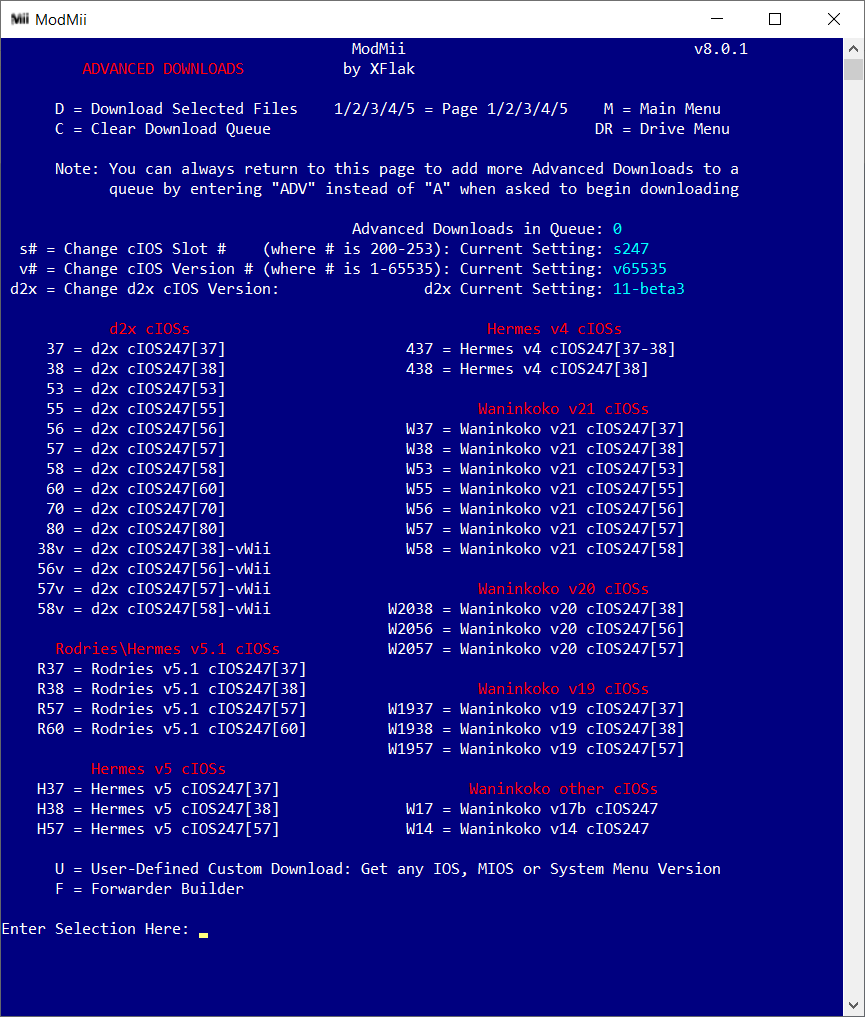 ModMii
ModMii v8.0.1
ADVANCED DOWNLOADS by XFlak
D = Download Selected Files 1/2/3/4/5 = Page 1/2/3/4/5 M = Main Menu
C = Clear Download Queue DR = Drive Menu
Note: You can always return to this page to add more Advanced Downloads to a
queue by entering "ADV" instead of "A" when asked to begin downloading
Advanced Downloads in Queue: 0
s# = Change cIOS Slot # (where # is 200-253): Current Setting: s247
v# = Change cIOS Version # (where # is 1-65535): Current Setting: v65535
d2x = Change d2x cIOS Version: d2x Current Setting: 11-beta3
d2x cIOSs Hermes v4 cIOSs
37 = d2x cIOS247[37] 437 = Hermes v4 cIOS247[37-38]
38 = d2x cIOS247[38] 438 = Hermes v4 cIOS247[38]
53 = d2x cIOS247[53]
55 = d2x cIOS247[55] Waninkoko v21 cIOSs
56 = d2x cIOS247[56] W37 = Waninkoko v21 cIOS247[37]
57 = d2x cIOS247[57] W38 = Waninkoko v21 cIOS247[38]
58 = d2x cIOS247[58] W53 = Waninkoko v21 cIOS247[53]
60 = d2x cIOS247[60] W55 = Waninkoko v21 cIOS247[55]
70 = d2x cIOS247[70] W56 = Waninkoko v21 cIOS247[56]
80 = d2x cIOS247[80] W57 = Waninkoko v21 cIOS247[57]
38v = d2x cIOS247[38]-vWii W58 = Waninkoko v21 cIOS247[58]
56v = d2x cIOS247[56]-vWii
57v = d2x cIOS247[57]-vWii Waninkoko v20 cIOSs
58v = d2x cIOS247[58]-vWii W2038 = Waninkoko v20 cIOS247[38]
W2056 = Waninkoko v20 cIOS247[56]
Rodries\Hermes v5.1 cIOSs W2057 = Waninkoko v20 cIOS247[57]
R37 = Rodries v5.1 cIOS247[37]
R38 = Rodries v5.1 cIOS247[38] Waninkoko v19 cIOSs
R57 = Rodries v5.1 cIOS247[57] W1937 = Waninkoko v19 cIOS247[37]
R60 = Rodries v5.1 cIOS247[60] W1938 = Waninkoko v19 cIOS247[38]
W1957 = Waninkoko v19 cIOS247[57]
Hermes v5 cIOSs
H37 = Hermes v5 cIOS247[37] Waninkoko other cIOSs
H38 = Hermes v5 cIOS247[38] W17 = Waninkoko v17b cIOS247
H57 = Hermes v5 cIOS247[57] W14 = Waninkoko v14 cIOS247
U = User-Defined Custom Download: Get any IOS, MIOS or System Menu Version
F = Forwarder Builder
Enter Selection Here: